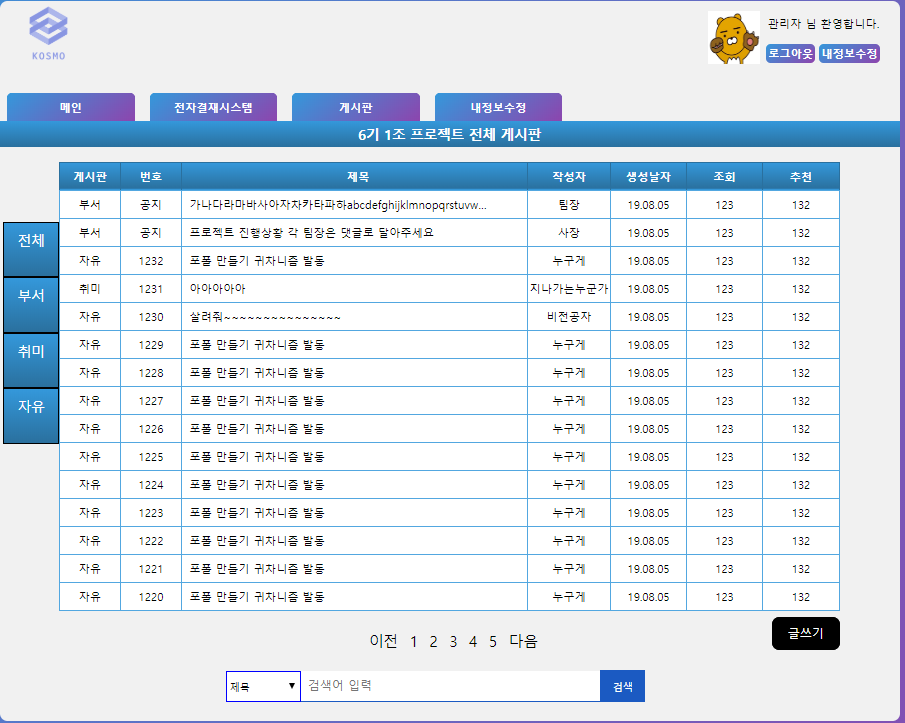 KOSMO
관리자 님 환영합니다.
로그아웃 내정보수정
메인 전자결재시스템 게시판 내정보수정
6기 1조 프로젝트 전체 게시판
전체
부서
취미
자유
게시판 번호 제목 작성자 생성날자 조회 추천
부서 공지 가나다라마바사아자차카타파하abcdefghijklmnopqrstuvw... 팀장 19.08.05 123 132
부서 공지 프로젝트 진행상황 각 팀장은 댓글로 달아주세요 사장 19.08.05 123 132
자유 1232 포폴 만들기 귀차니즘 발동 누구게 19.08.05 123 132
취미 1231 아아아아아 지나가는누군가 19.08.05 123 132
자유 1230 살려줘~~~~~~~~~~~~~~~ 비전공자 19.08.05 123 132
자유 1229 포폴 만들기 귀차니즘 발동 누구게 19.08.05 123 132
자유 1228 포폴 만들기 귀차니즘 발동 누구게 19.08.05 123 132
자유 1227 포폴 만들기 귀차니즘 발동 누구게 19.08.05 123 132
자유 1226 포폴 만들기 귀차니즘 발동 누구게 19.08.05 123 132
자유 1225 포폴 만들기 귀차니즘 발동 누구게 19.08.05 123 132
자유 1224 포폴 만들기 귀차니즘 발동 누구게 19.08.05 123 132
자유 1223 포폴 만들기 귀차니즘 발동 누구게 19.08.05 123 132
자유 1222 포폴 만들기 귀차니즘 발동 누구게 19.08.05 123 132
자유 1221 포폴 만들기 귀차니즘 발동 누구게 19.08.05 123 132
자유 1220 포폴 만들기 귀차니즘 발동 누구게 19.08.05 123 132
글쓰기
이전 1 2 3 4 5 다음
제목 검색어 입력 검색